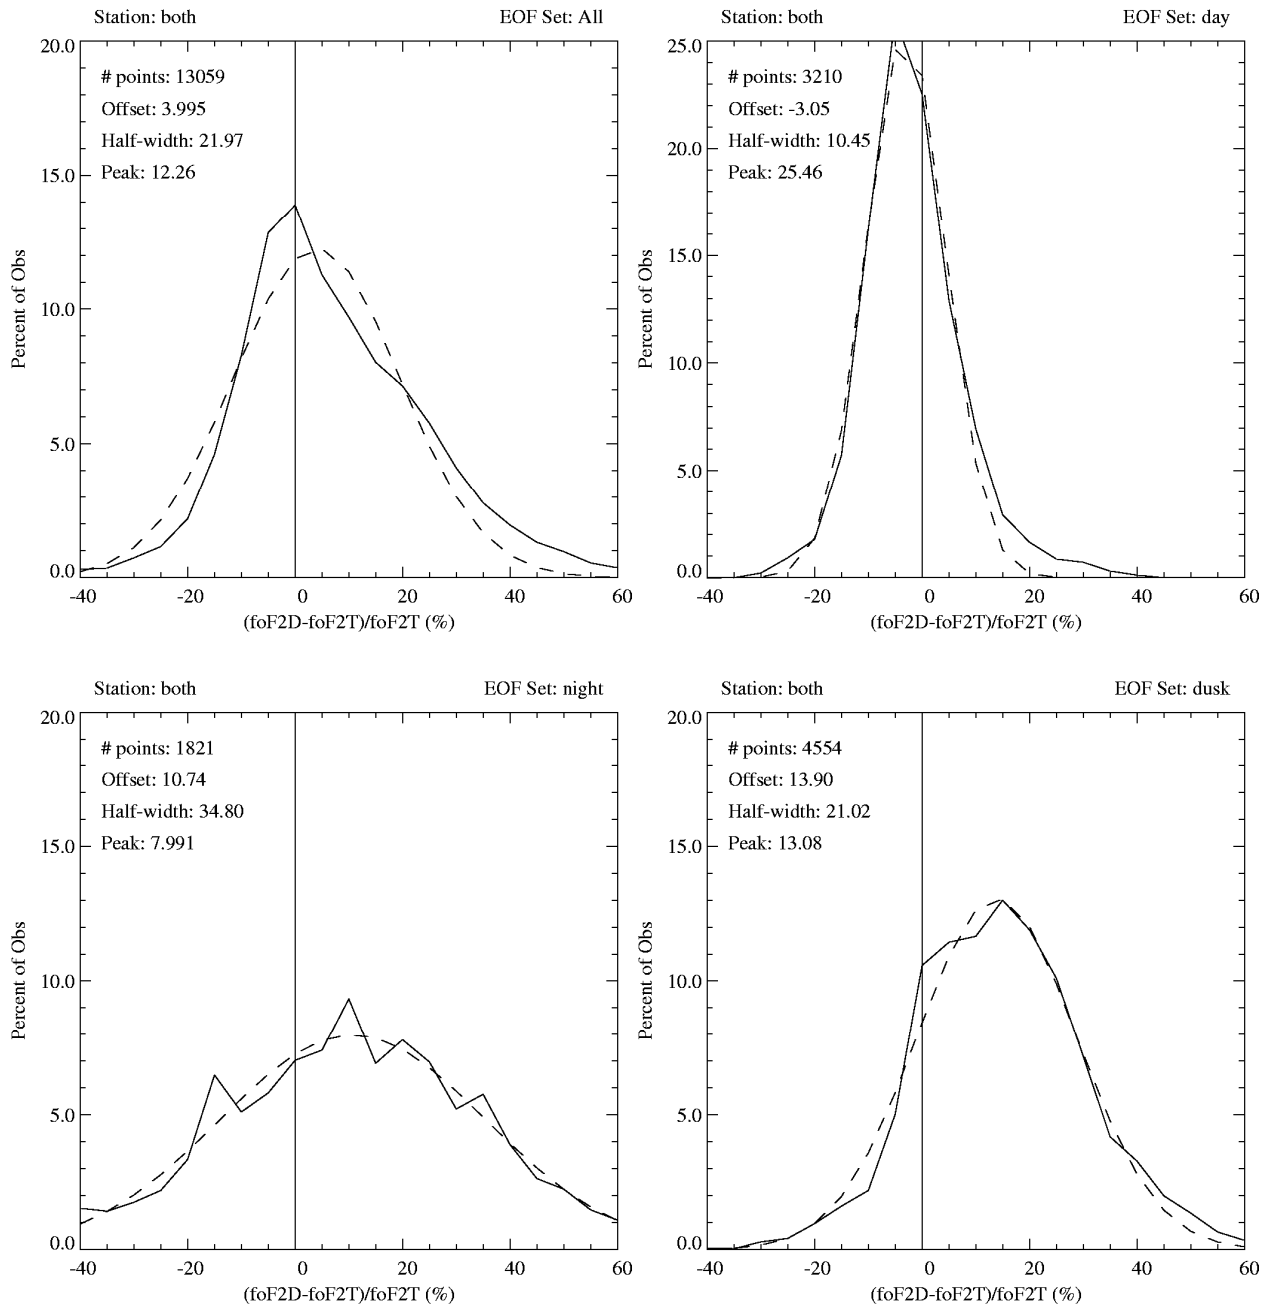 Station: both EOF Set: All
20.0
# points: 13059
Offset: 3.995
Half-width: 21.97
Peak: 12.26
15.0
10.0
5.0
0.0
Percent of Obs
-40 -20 0 20 40 60
(foF2D-foF2T)/foF2T (%)
Station: both EOF Set: day
25.0
# points: 3210
Offset: -3.05
Half-width: 10.45
Peak: 25.46
20.0
15.0
10.0
5.0
0.0
Percent of Obs
-40 -20 0 20 40 60
(foF2D-foF2T)/foF2T (%)
Station: both EOF Set: night
20.0
# points: 1821
Offset: 10.74
Half-width: 34.80
Peak: 7.991
15.0
10.0
5.0
0.0
Percent of Obs
-40 -20 0 20 40 60
(foF2D-foF2T)/foF2T (%)
Station: both EOF Set: dusk
20.0
# points: 4554
Offset: 13.90
Half-width: 21.02
Peak: 13.08
15.0
10.0
5.0
0.0
Percent of Obs
-40 -20 0 20 40 60
(foF2D-foF2T)/foF2T (%)